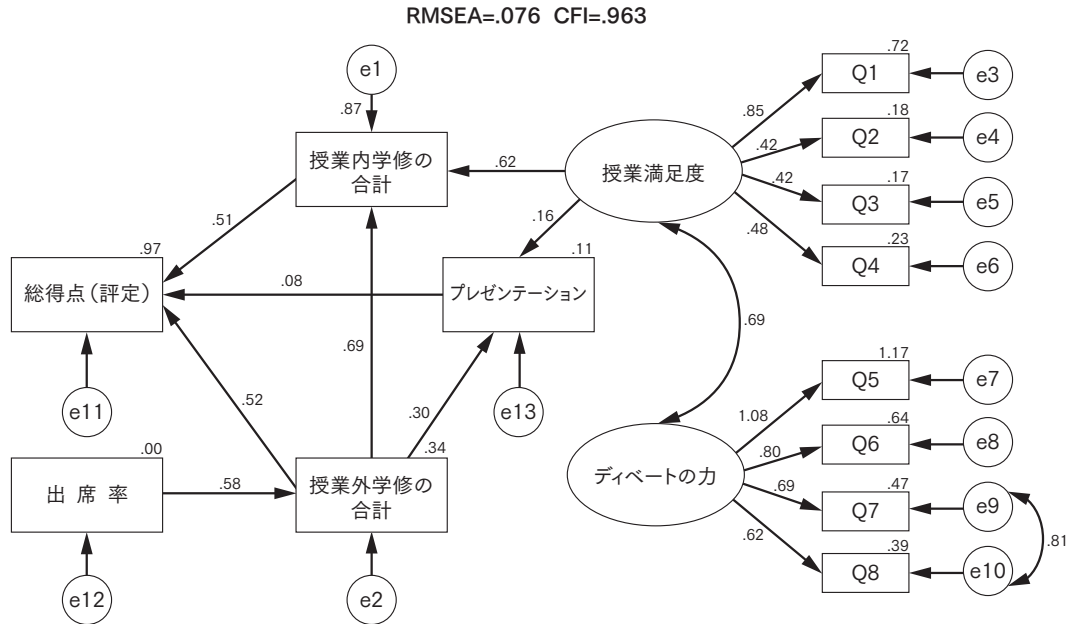 RMSEA=.076 CFI=.963
e1
.87
授業内学修の
合計
.62
.51
.16
.97
総得点(評定)
.08
.11
プレゼンテーション
.69
.52
.30
e11
e13
.00
出席率
.58
.34
授業外学修の
合計
e12
e2
授業満足度
.85
.42
.42
.48
.72
Q1
e3
.18
Q2
e4
.17
Q3
e5
.23
Q4
e6
.69
ディベートの力
1.08
.80
.69
.62
1.17
Q5
e7
.64
Q6
e8
.47
Q7
e9
.39
Q8
e10
.81